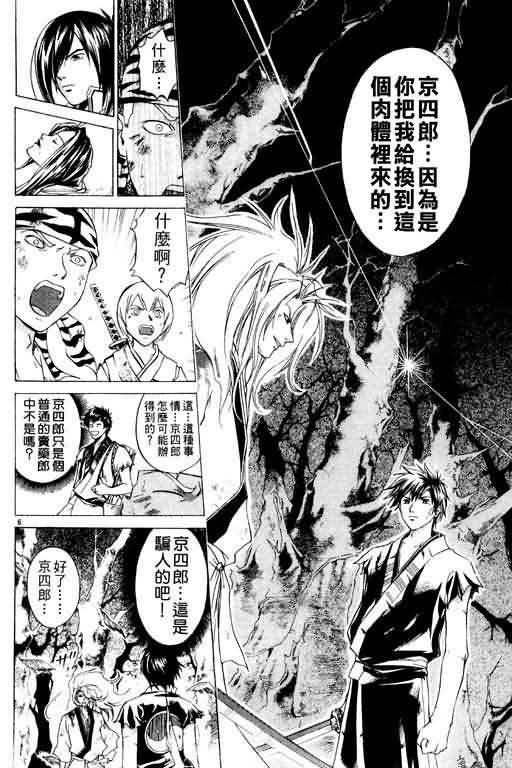 京四郎…因為是
你把我給換到這
個肉體裡來的…
什麼…
什麼啊？
這…這種事
情…京四郎
怎麼可能辦
得到的？
京四郎只是個
普通的賣藥郎
中不是嗎？
6
京四郎…這是
騙人的吧！
好了……
京四郎…